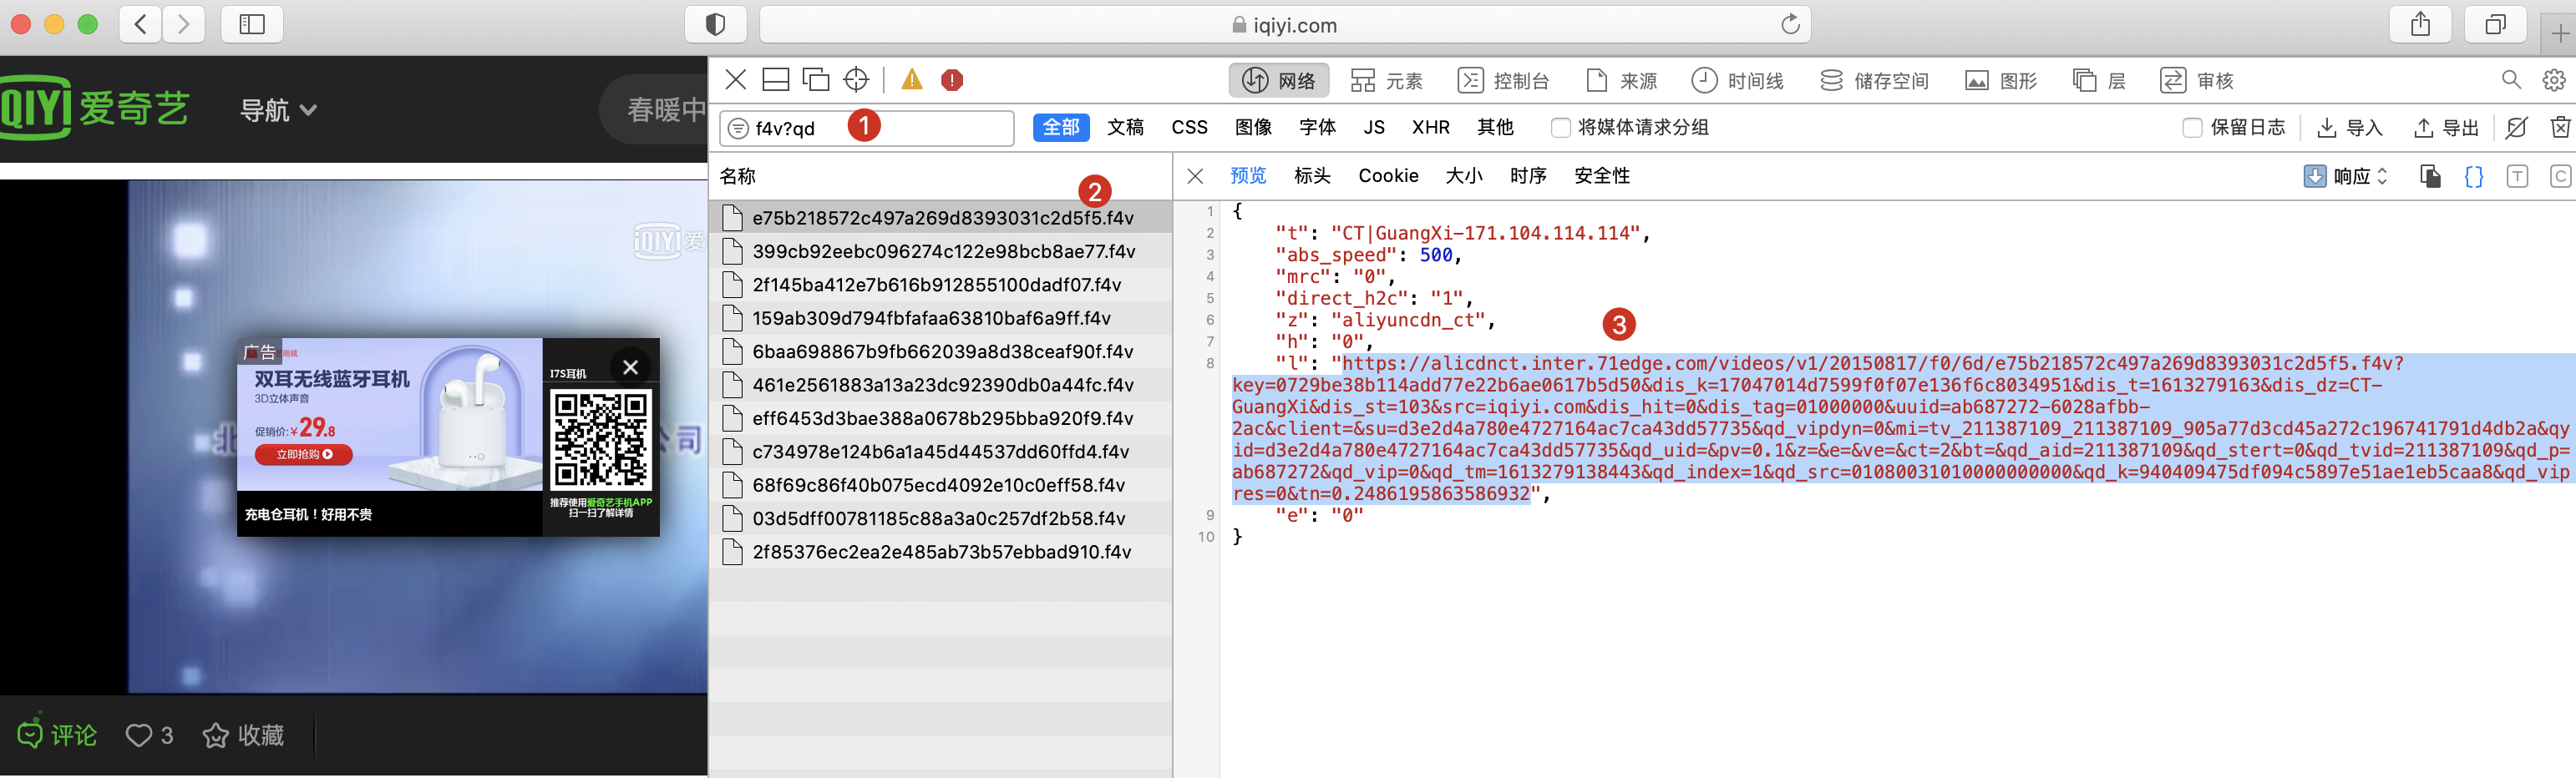 iqiyi.com
QIYI 爱奇艺
导航
春暖中
iQIYI 爱
广告
双耳无线蓝牙耳机
3D立体声音
促销价:¥29.8
立即抢购
充电仓耳机！好用不贵
I7S耳机
推荐使用爱奇艺手机APP
扫一扫了解详情
北
公司
评论
3
收藏
网络
元素
控制台
来源
时间线
储存空间
图形
层
审核
f4v?qd
1
全部
文稿
CSS
图像
字体
JS
XHR
其他
将媒体请求分组
保留日志
导入
导出
名称
2
e75b218572c497a269d8393031c2d5f5.f4v
399cb92eebc096274c122e98bcb8ae77.f4v
2f145ba412e7b616b912855100dadf07.f4v
159ab309d794fbfafaa63810baf6a9ff.f4v
6baa698867b9fb662039a8d38ceaf90f.f4v
461e2561883a13a23dc92390db0a44fc.f4v
eff6453d3bae388a0678b295bba920f9.f4v
c734978e124b6a1a45d44537dd60ffd4.f4v
68f69c86f40b075ecd4092e10c0eff58.f4v
03d5dff00781185c88a3a0c257df2b58.f4v
2f85376ec2ea2e485ab73b57ebbad910.f4v
预览
标头
Cookie
大小
时序
安全性
响应
{}
T
C
1 {
2 "t": "CT|GuangXi-171.104.114.114",
3 "abs_speed": 500,
4 "mrc": "0",
5 "direct_h2c": "1",
6 "z": "aliyuncdn_ct",
3
7 "h": "0",
8 "l": "https://alicdnct.inter.71edge.com/videos/v1/20150817/f0/6d/e75b218572c497a269d8393031c2d5f5.f4v?
key=0729be38b114add77e22b6ae0617b5d50&dis_k=17047014d7599f0f07e136f6c8034951&dis_t=1613279163&dis_dz=CT-
GuangXi&dis_st=103&src=iqiyi.com&dis_hit=0&dis_tag=01000000&uuid=ab687272-6028afbb-
2ac&client=&su=d3e2d4a780e4727164ac7ca43dd57735&qd_vipdyn=0&mi=tv_211387109_211387109_905a77d3cd45a272c196741791d4db2a&qy
id=d3e2d4a780e4727164ac7ca43dd57735&qd_uid=&pv=0.1&z=&e=&ve=&ct=2&bt=&qd_aid=211387109&qd_stert=0&qd_tvid=211387109&qd_p=
ab687272&qd_vip=0&qd_tm=1613279138443&qd_index=1&qd_src=01080031010000000000&qd_k=940409475df094c5897e51ae1eb5caa8&qd_vip
res=0&tn=0.2486195863586932",
9 "e": "0"
10 }